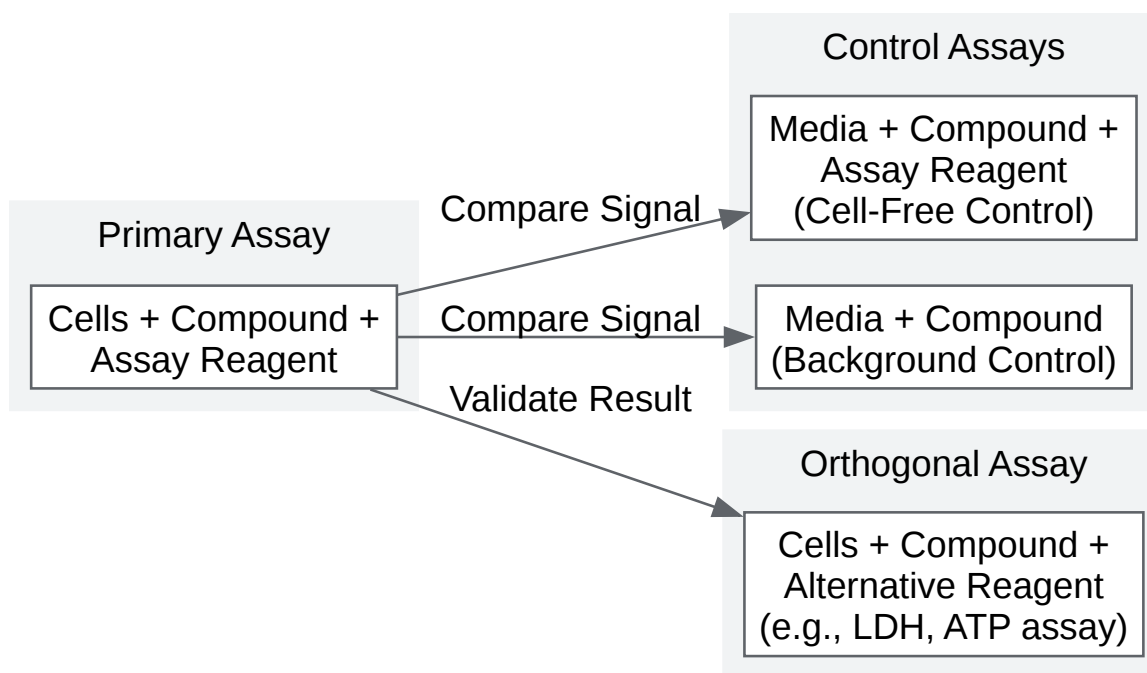 Primary Assay
Cells + Compound +
Assay Reagent
Compare Signal
Compare Signal
Validate Result
Control Assays
Media + Compound +
Assay Reagent
(Cell-Free Control)
Media + Compound
(Background Control)
Orthogonal Assay
Cells + Compound +
Alternative Reagent
(e.g., LDH, ATP assay)